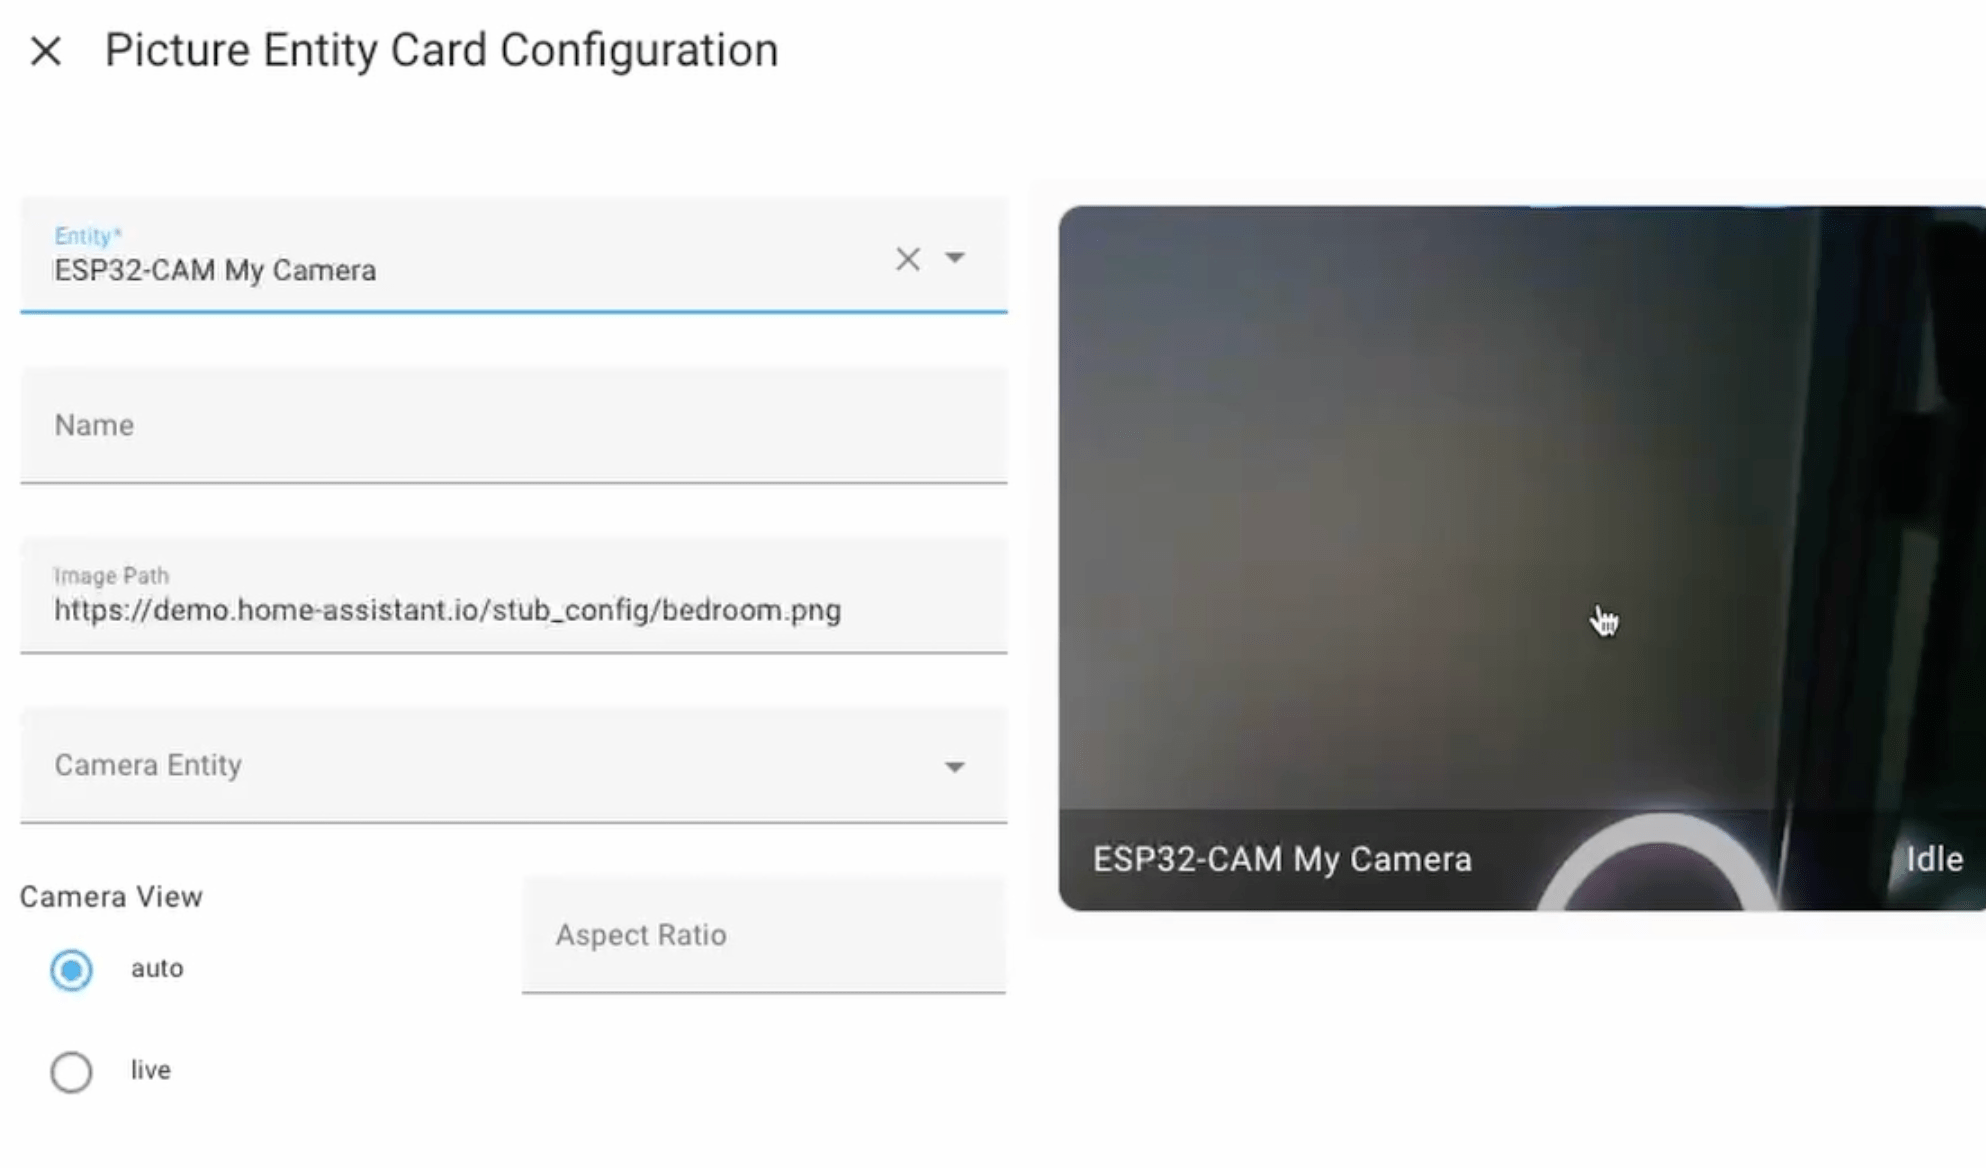 Picture Entity Card Configuration
Entity*
ESP32-CAM My Camera
Name
Image Path
https://demo.home-assistant.io/stub_config/bedroom.png
Camera Entity
Camera View
auto
live
Aspect Ratio
ESP32-CAM My Camera
Idle